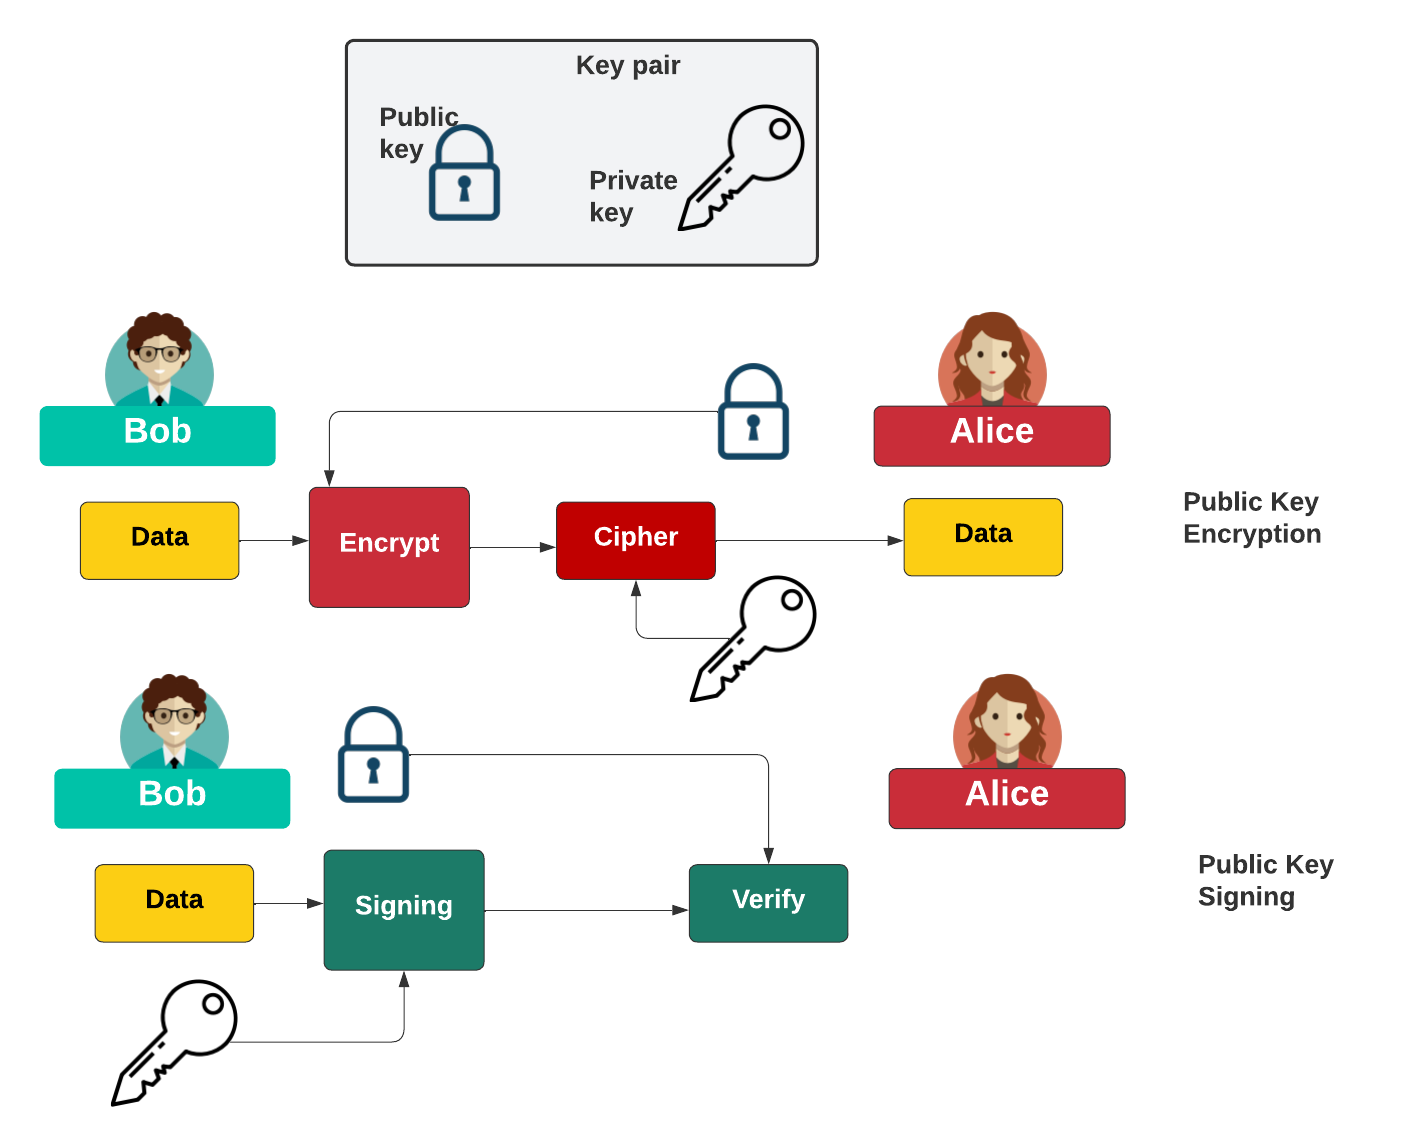 Key pair
Public
key
Private
key
Bob
Alice
Data
Encrypt
Cipher
Data
Public Key
Encryption
Bob
Alice
Data
Signing
Verify
Public Key
Signing